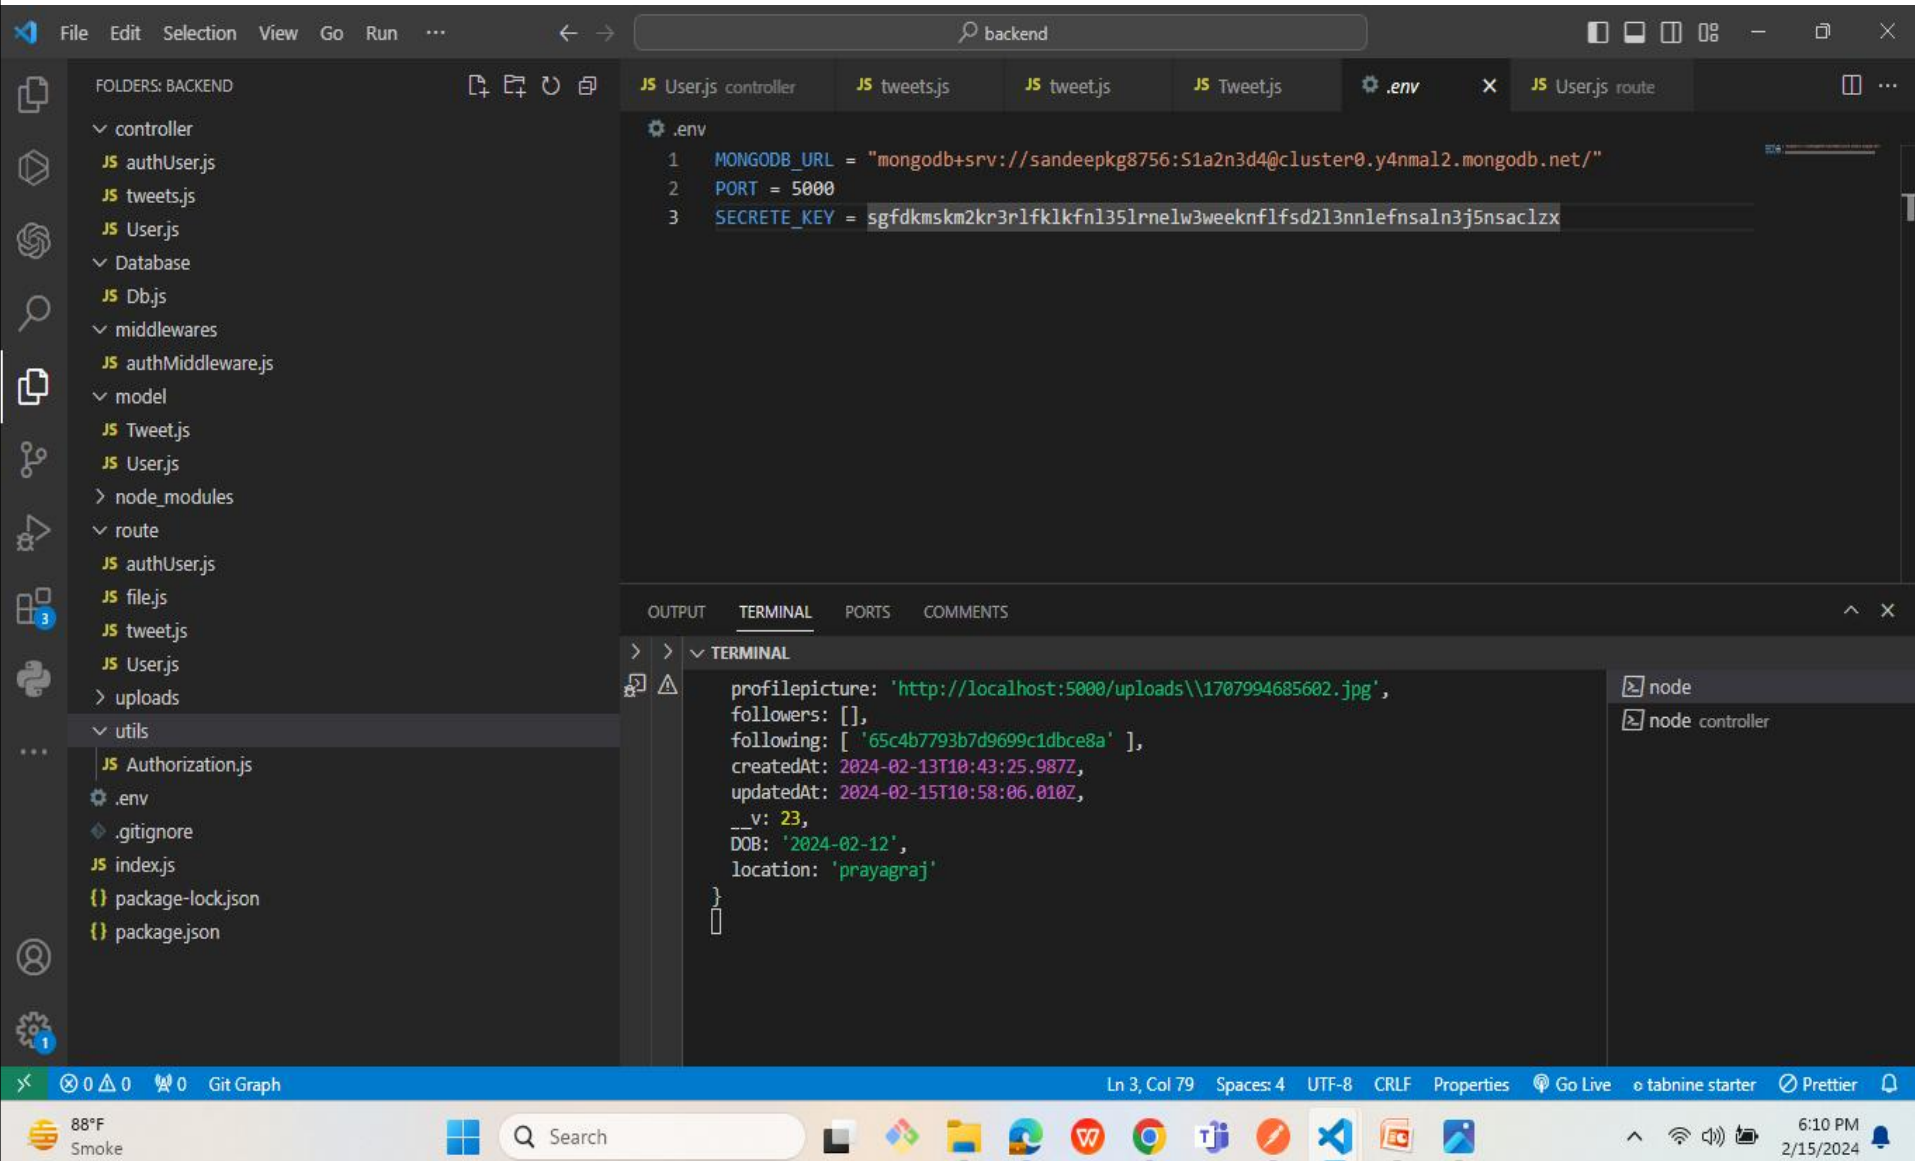 File Edit Selection View Go Run ··· backend
FOLDERS: BACKEND
controller
JS authUser.js
JS tweets.js
JS User.js
Database
JS Db.js
middlewares
JS authMiddleware.js
model
JS Tweet.js
JS User.js
node_modules
route
JS authUser.js
JS file.js
JS tweet.js
JS User.js
uploads
utils
JS Authorization.js
.env
.gitignore
JS index.js
{} package-lock.json
{} package.json
3
1
JS User.js controller JS tweets.js JS tweet.js JS Tweet.js .env JS User.js route
.env
1 MONGODB_URL = "mongodb+srv://sandeepkg8756:S1a2n3d4@cluster0.y4nmal2.mongodb.net/"
2 PORT = 5000
3 SECRETE_KEY = sgfdkmskm2kr3rlfklkfnl35lrnelw3weeknflfsd2l3nnlefnsaln3j5nsaclzx
OUTPUT TERMINAL PORTS COMMENTS
TERMINAL
profilepicture: 'http://localhost:5000/uploads\\1707994685602.jpg',
followers: [],
following: [ '65c4b7793b7d9699c1dbce8a' ],
createdAt: 2024-02-13T10:43:25.987Z,
updatedAt: 2024-02-15T10:58:06.010Z,
__v: 23,
DOB: '2024-02-12',
location: 'prayagraj'
}
node
node controller
0 0 0 Git Graph Ln 3, Col 79 Spaces: 4 UTF-8 CRLF Properties Go Live tabnine starter Prettier
88°F
Smoke
Search
6:10 PM
2/15/2024